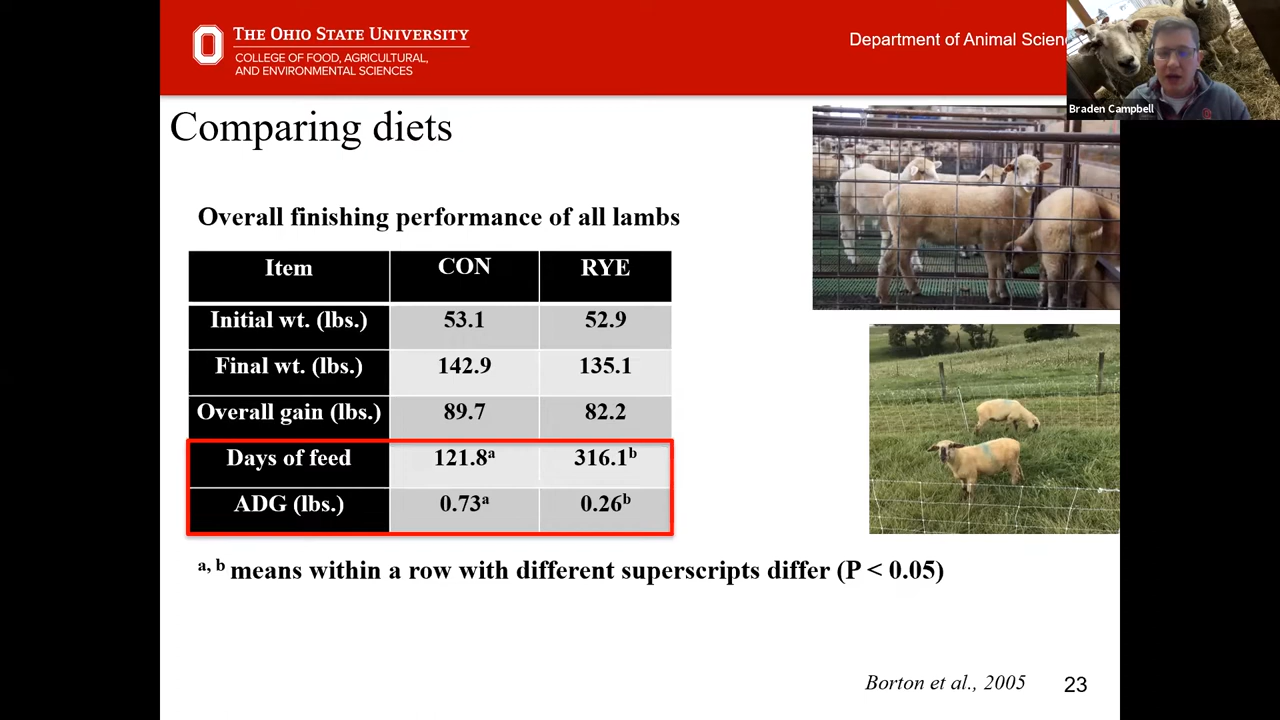 THE OHIO STATE UNIVERSITY
COLLEGE OF FOOD, AGRICULTURAL,
AND ENVIRONMENTAL SCIENCES
Department of Animal Scien
Braden Campbell
Comparing diets
Overall finishing performance of all lambs
Item CON RYE
Initial wt. (lbs.) 53.1 52.9
Final wt. (lbs.) 142.9 135.1
Overall gain (lbs.) 89.7 82.2
Days of feed 121.8ᵃ 316.1ᵇ
ADG (lbs.) 0.73ᵃ 0.26ᵇ
ᵃ, ᵇ means within a row with different superscripts differ (P < 0.05)
Borton et al., 2005 23